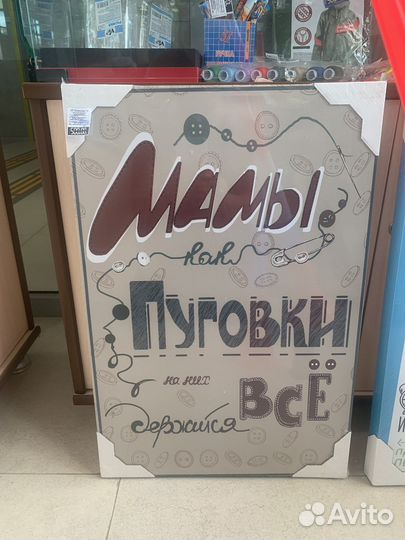 Мамы
как
Пуговки
на них
всё
держится
Avito